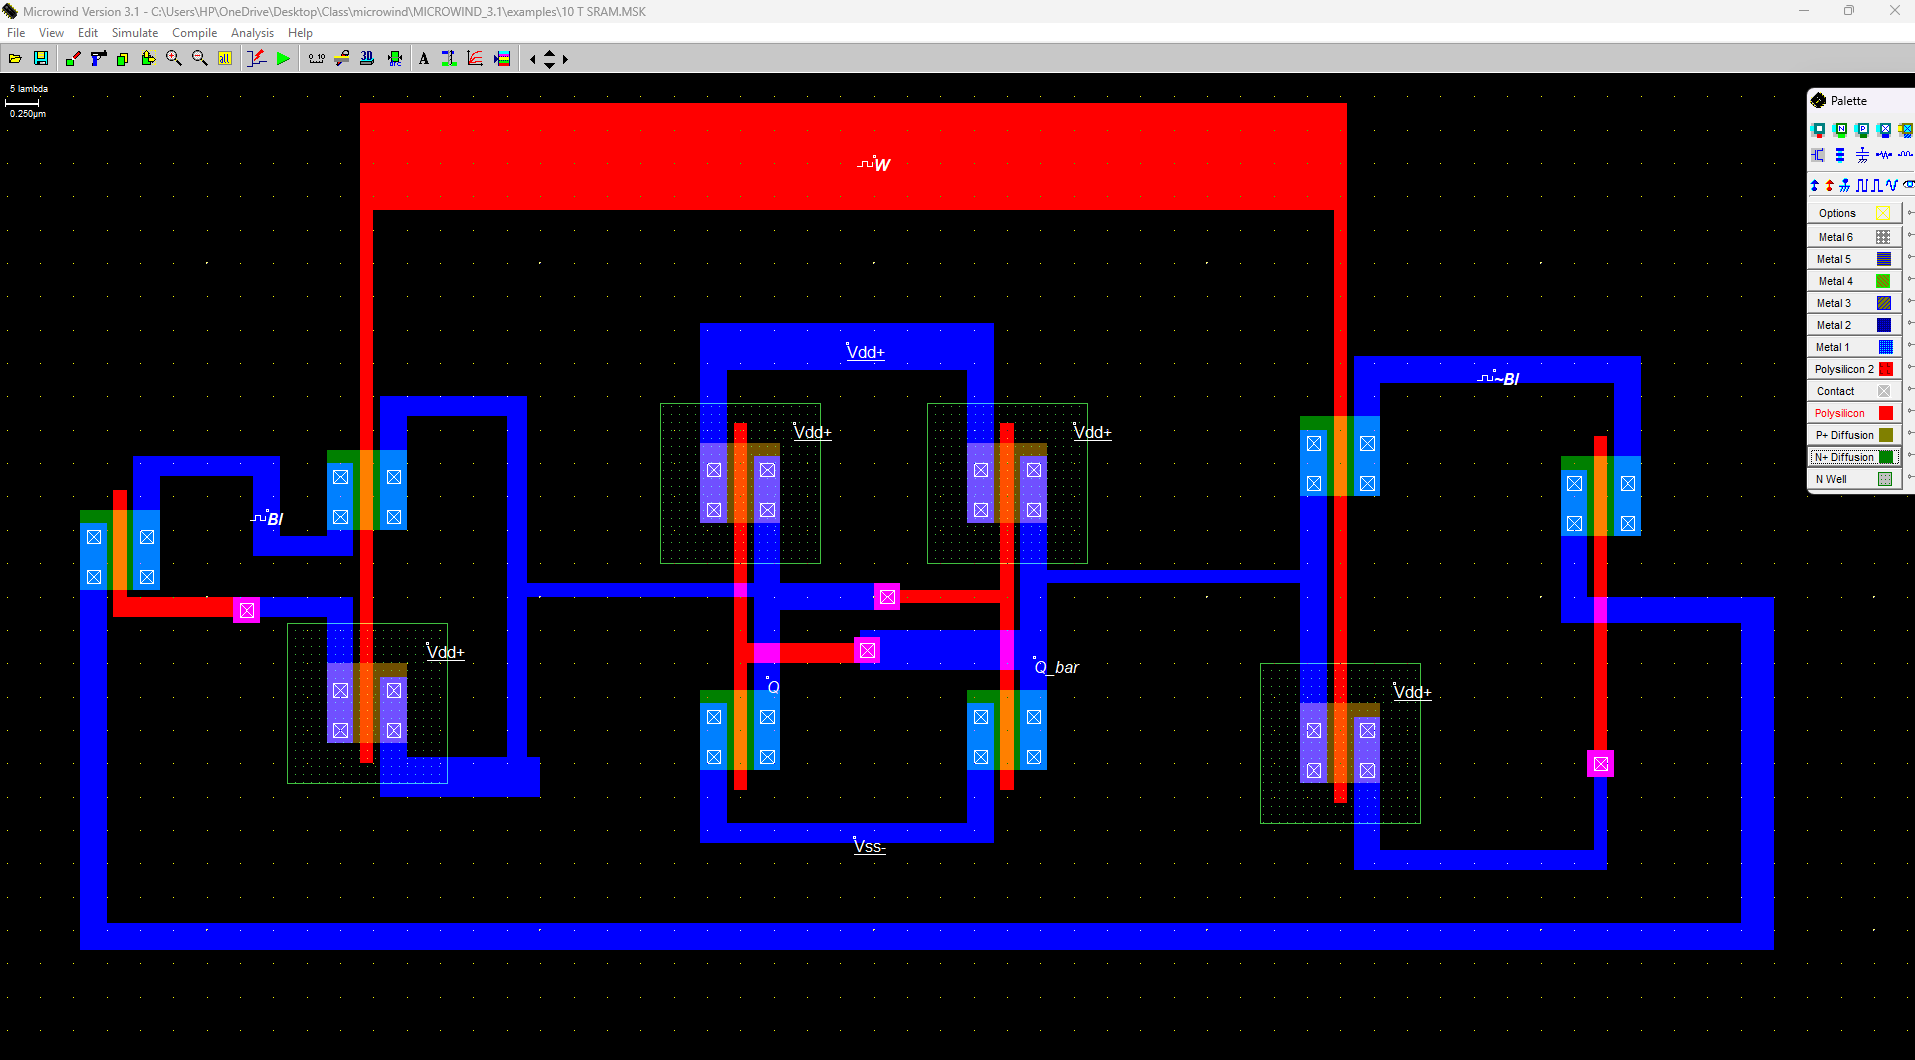 Microwind Version 3.1 - C:\Users\HP\OneDrive\Desktop\Class\microwind\MICROWIND_3.1\examples\10 T SRAM.MSK
File View Edit Simulate Compile Analysis Help
5 lambda
0.250µm
W
Vdd+
~Bl
Vdd+
Vdd+
Bl
Vdd+
Q_bar
Q
Vdd+
Vss-
Palette
Options
Metal 6
Metal 5
Metal 4
Metal 3
Metal 2
Metal 1
Polysilicon 2
Contact
Polysilicon
P+ Diffusion
N+ Diffusion
N Well